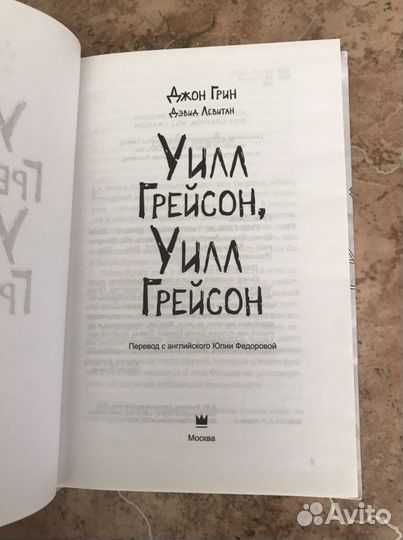 Джон Грин
Дэвид Левитан
Уилл
Грейсон,
Уилл
Грейсон
Перевод с английского Юлии Федоровой
Москва
Avito